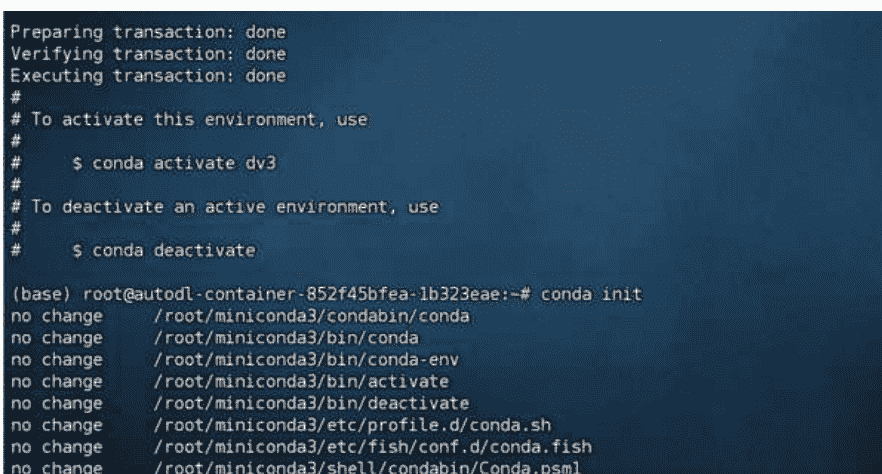 Preparing transaction: done
Verifying transaction: done
Executing transaction: done
#
# To activate this environment, use
#
#     $ conda activate dv3
#
# To deactivate an active environment, use
#
#     $ conda deactivate
(base) root@autodl-container-852f45bfea-1b323eae:~# conda init
no change     /root/miniconda3/condabin/conda
no change     /root/miniconda3/bin/conda
no change     /root/miniconda3/bin/conda-env
no change     /root/miniconda3/bin/activate
no change     /root/miniconda3/bin/deactivate
no change     /root/miniconda3/etc/profile.d/conda.sh
no change     /root/miniconda3/etc/fish/conf.d/conda.fish
no change     /root/miniconda3/shell/condabin/Conda.psm1